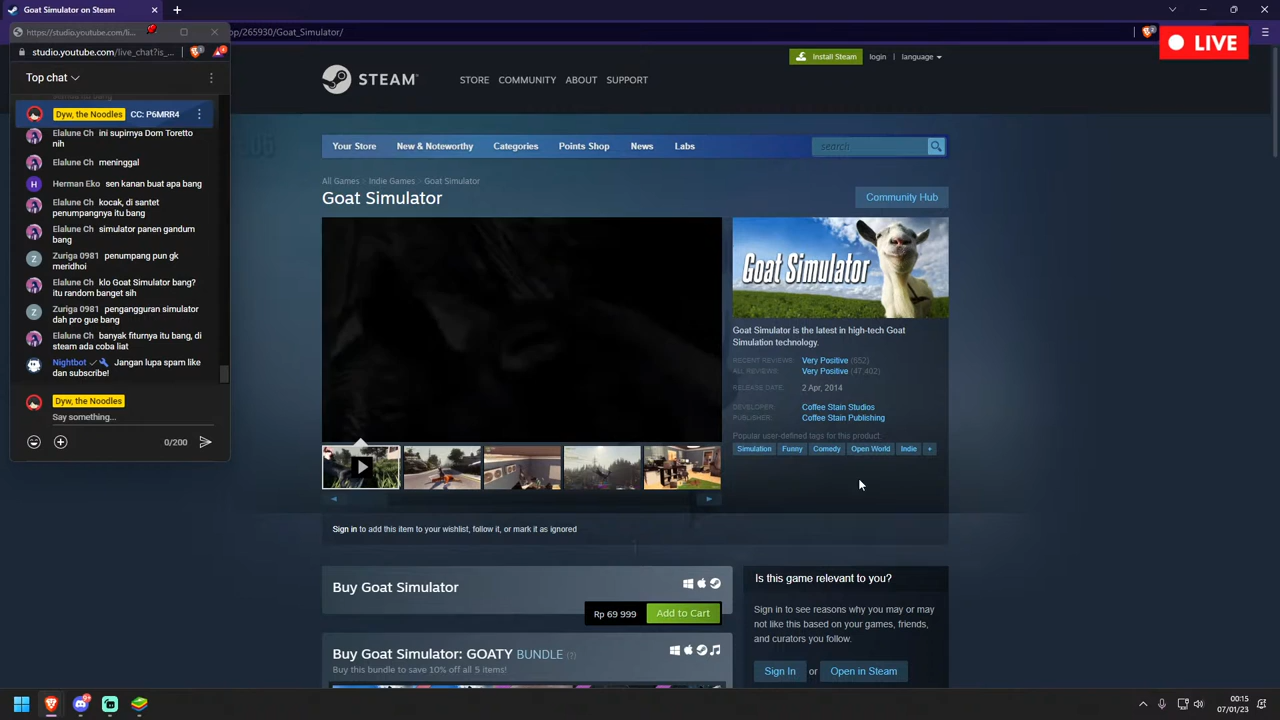 Goat Simulator on Steam
https://studio.youtube.com/li...
op/265930/Goat_Simulator/
studio.youtube.com/live_chat?is_...
LIVE
Top chat
Dyw, the Noodles CC: P6MRR4
Elalune Ch ini supirnya Dom Toretto
nih
Elalune Ch meninggal
Herman Eko sen kanan buat apa bang
Elalune Ch kocak, di santet
penumpangnya itu bang
Elalune Ch simulator panen gandum
bang
Zuriga 0981 penumpang pun gk
meridhoi
Elalune Ch klo Goat Simulator bang?
itu random banget sih
Zuriga 0981 pengangguran simulator
dah pro gue bang
Elalune Ch banyak fiturnya itu bang, di
steam ada coba liat
Nightbot Jangan lupa spam like
dan subscribe!
Dyw, the Noodles
Say something...
0/200
Install Steam login language
STEAM
STORE COMMUNITY ABOUT SUPPORT
Your Store New & Noteworthy Categories Points Shop News Labs search
All Games > Indie Games > Goat Simulator
Goat Simulator
Community Hub
Goat Simulator
Goat Simulator is the latest in high-tech Goat
Simulation technology.
RECENT REVIEWS: Very Positive (652)
ALL REVIEWS: Very Positive (47,402)
RELEASE DATE: 2 Apr, 2014
DEVELOPER: Coffee Stain Studios
PUBLISHER: Coffee Stain Publishing
Popular user-defined tags for this product
Simulation Funny Comedy Open World Indie +
Sign in to add this item to your wishlist, follow it, or mark it as ignored
Buy Goat Simulator
Rp 69 999 Add to Cart
Buy Goat Simulator: GOATY BUNDLE (?)
Buy this bundle to save 10% off all 5 items!
Is this game relevant to you?
Sign in to see reasons why you may or may
not like this based on your games, friends,
and curators you follow.
Sign In or Open in Steam
00:15
07/01/23